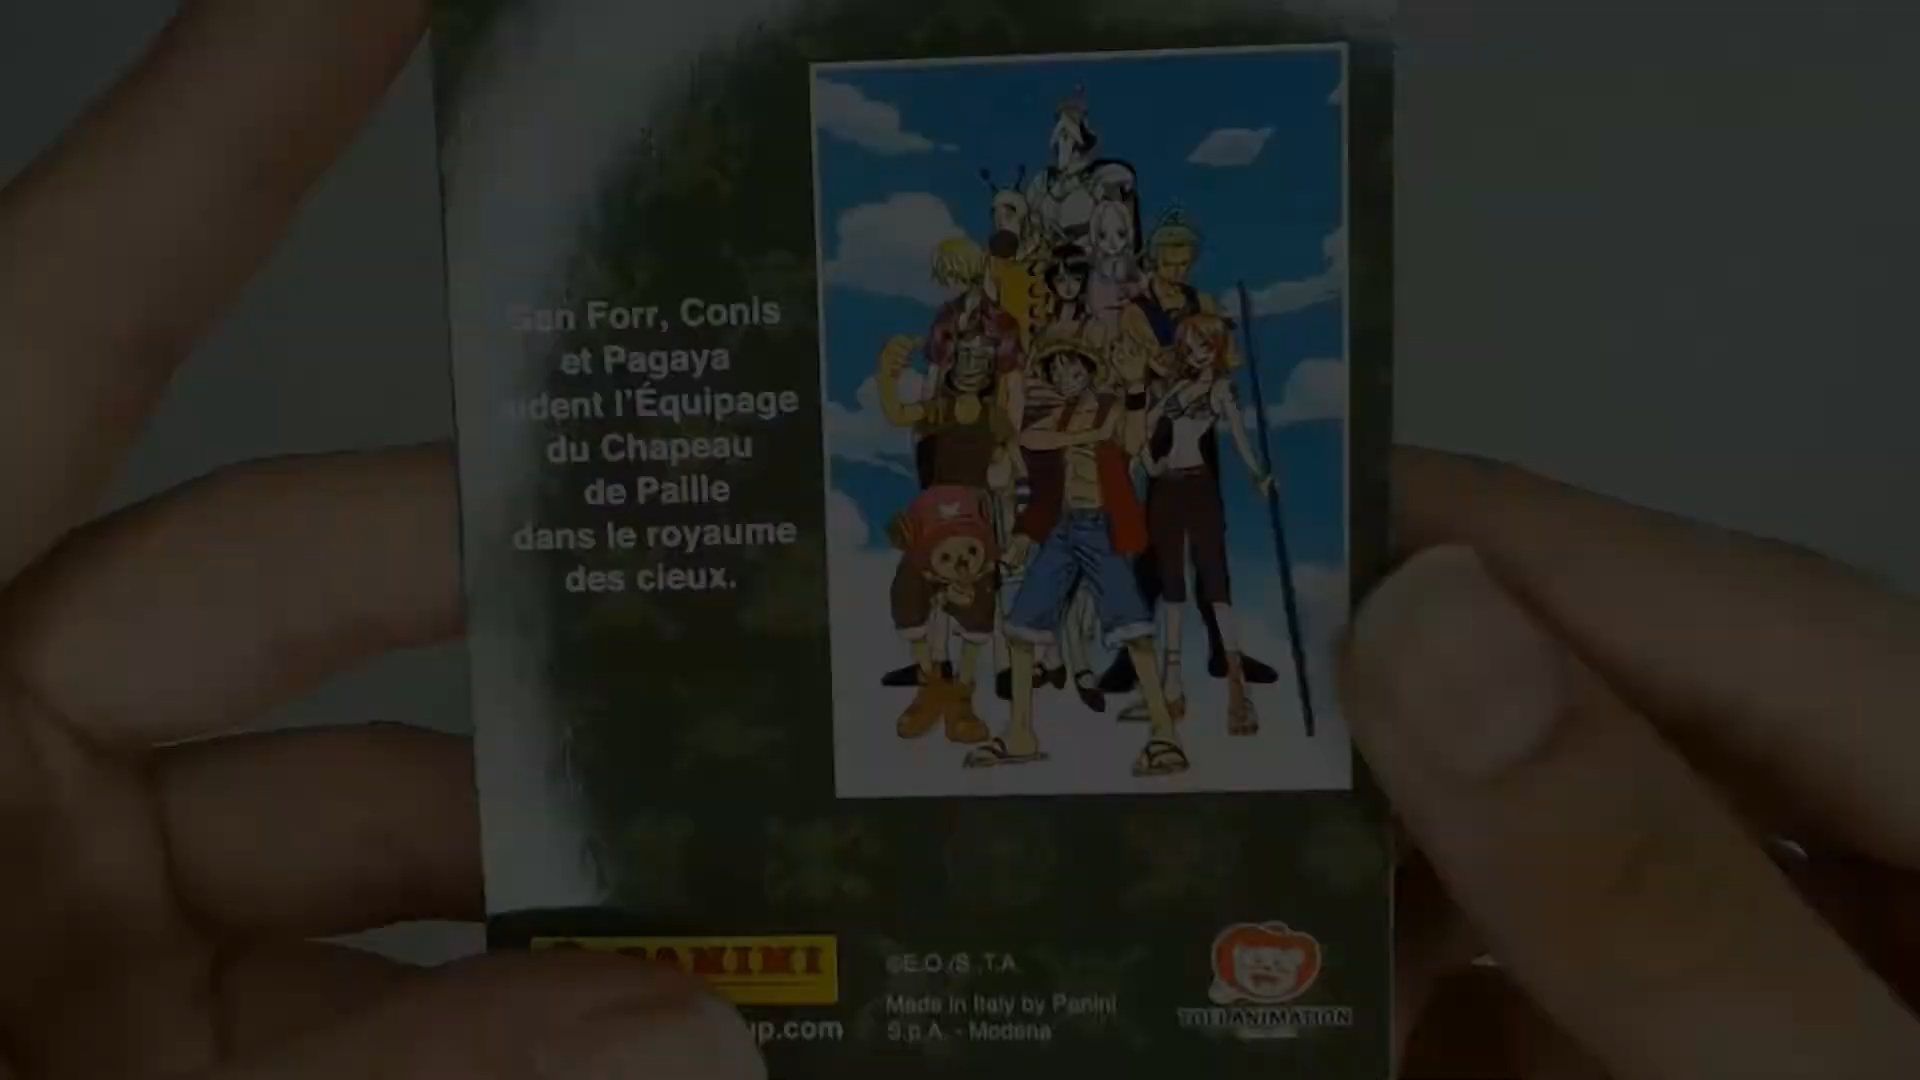 Gan Forr, Conis
et Pagaya
aident l'Équipage
du Chapeau
de Paille
dans le royaume
des cieux.
PANINI
up.com
©E.O./S.,T.A.
Made in Italy by Panini
S.p.A. - Modena
TOEI ANIMATION